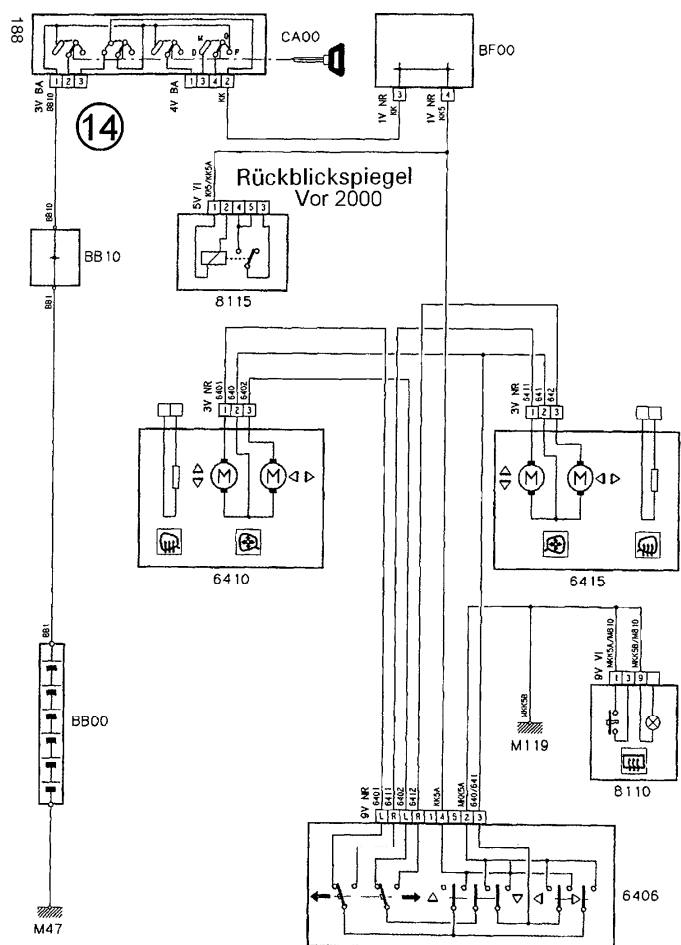 188
CA00
M
D
P
3V BA
1 2 3
4V BA
1 3 4 2
BB10
KK
14
BF00
1V NR
3
KK
1V NR
4
KK5
Rückblickspiegel
Vor 2000
5V VI
KK5/KK5A
1 2 4 5 3
8115
BB10
BB10
BB1
3V NR
6401
640
6402
1 2 3
M
M
6410
3V NR
6411
641
642
1 2 3
M
M
6415
BB1
BB00
M47
MKK5B
M119
9V VI
MKK5A/M810
MKK5B/M810
1 3 9
8110
9V NR
6401
6411
6402
6412
KK5A
MKK5A
640/641
L R L R 1 4 5 2 3
6406